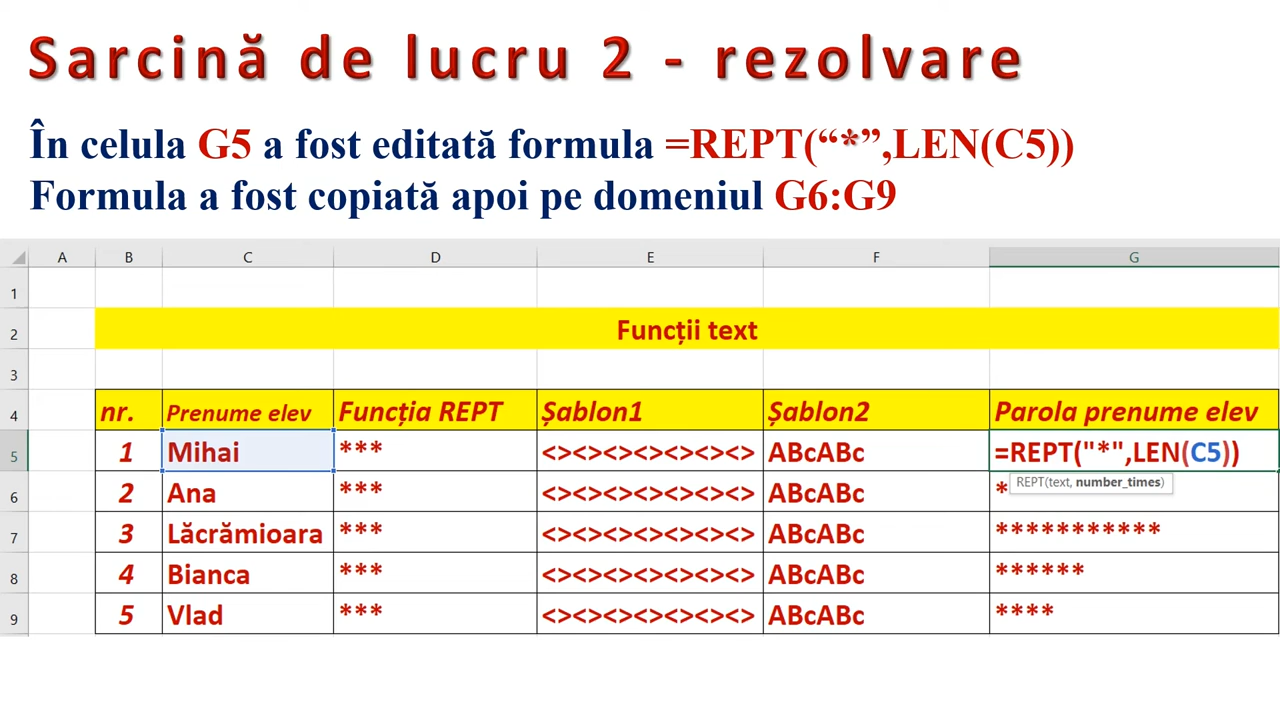 Sarcină de lucru 2 - rezolvare
În celula G5 a fost editată formula =REPT(“*”,LEN(C5))
Formula a fost copiată apoi pe domeniul G6:G9
A B C D E F G
1
2 Funcții text
3
4 nr. Prenume elev Funcția REPT Șablon1 Șablon2 Parola prenume elev
5 1 Mihai *** <><><><><><><> ABcABc =REPT("*",LEN(C5))
REPT(text, number_times)
6 2 Ana *** <><><><><><><> ABcABc *
7 3 Lăcrămioara *** <><><><><><><> ABcABc ***********
8 4 Bianca *** <><><><><><><> ABcABc ******
9 5 Vlad *** <><><><><><><> ABcABc ****